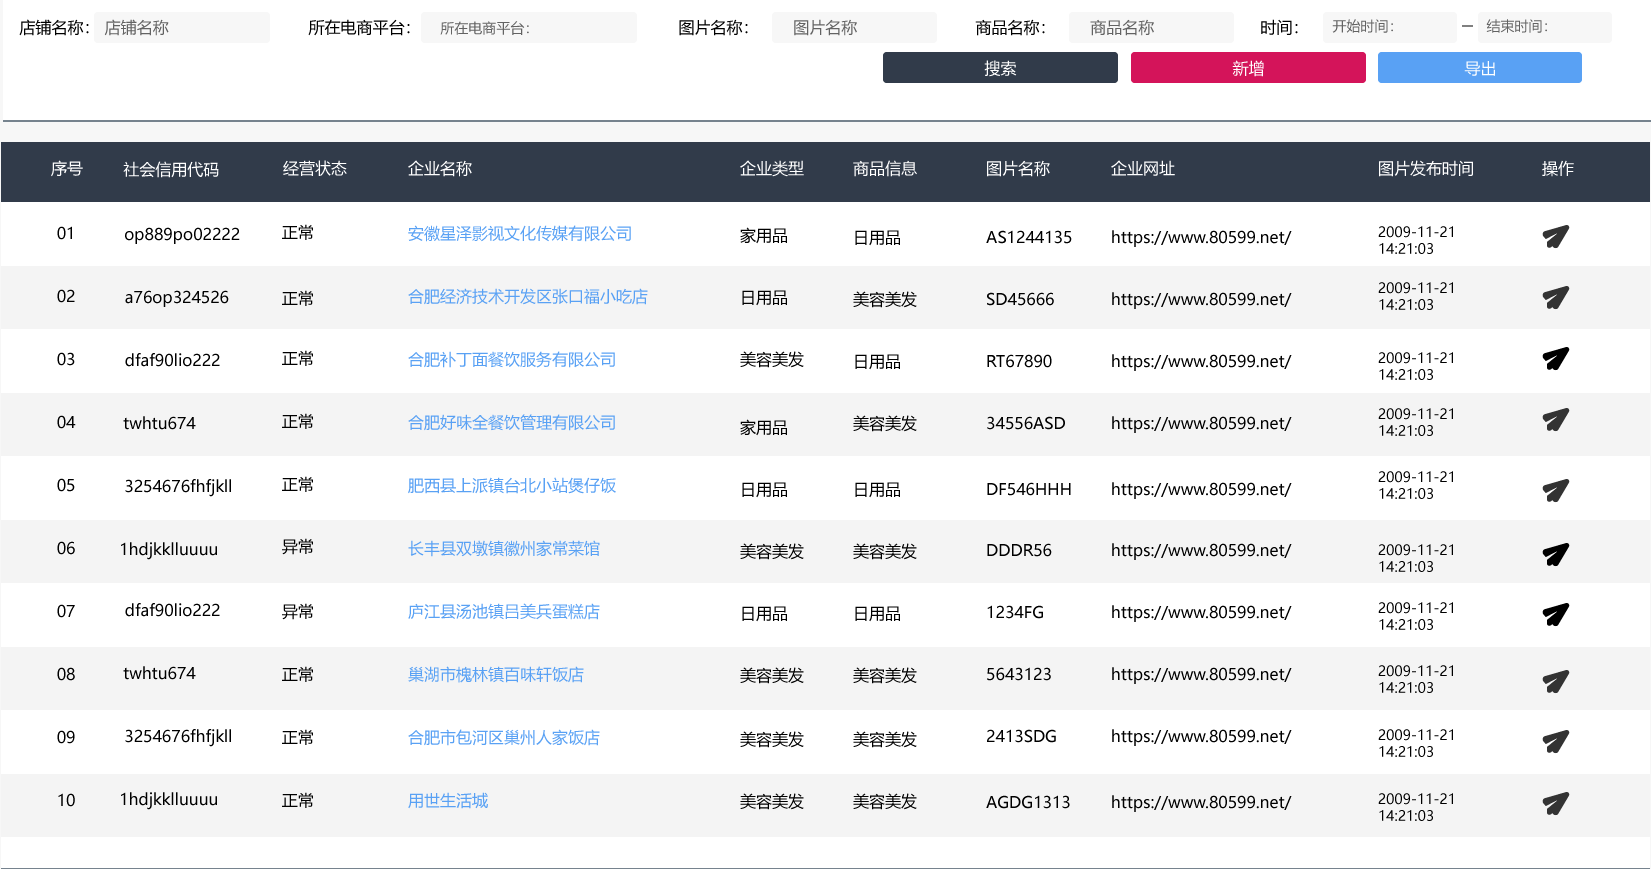 店铺名称: 店铺名称 所在电商平台: 所在电商平台: 图片名称: 图片名称 商品名称: 商品名称 时间: 开始时间: — 结束时间:
搜索 新增 导出
序号 社会信用代码 经营状态 企业名称 企业类型 商品信息 图片名称 企业网址 图片发布时间 操作
01 op889po02222 正常 安徽星泽影视文化传媒有限公司 家用品 日用品 AS1244135 https://www.80599.net/ 2009-11-21
14:21:03
02 a76op324526 正常 合肥经济技术开发区张口福小吃店 日用品 美容美发 SD45666 https://www.80599.net/ 2009-11-21
14:21:03
03 dfaf90lio222 正常 合肥补丁面餐饮服务有限公司 美容美发 日用品 RT67890 https://www.80599.net/ 2009-11-21
14:21:03
04 twhtu674 正常 合肥好味全餐饮管理有限公司 家用品 美容美发 34556ASD https://www.80599.net/ 2009-11-21
14:21:03
05 3254676fhfjkll 正常 肥西县上派镇台北小站煲仔饭 日用品 日用品 DF546HHH https://www.80599.net/ 2009-11-21
14:21:03
06 1hdjkklluuuu 异常 长丰县双墩镇徽州家常菜馆 美容美发 美容美发 DDDR56 https://www.80599.net/ 2009-11-21
14:21:03
07 dfaf90lio222 异常 庐江县汤池镇吕美兵蛋糕店 日用品 日用品 1234FG https://www.80599.net/ 2009-11-21
14:21:03
08 twhtu674 正常 巢湖市槐林镇百味轩饭店 美容美发 美容美发 5643123 https://www.80599.net/ 2009-11-21
14:21:03
09 3254676fhfjkll 正常 合肥市包河区巢州人家饭店 美容美发 美容美发 2413SDG https://www.80599.net/ 2009-11-21
14:21:03
10 1hdjkklluuuu 正常 用世生活城 美容美发 美容美发 AGDG1313 https://www.80599.net/ 2009-11-21
14:21:03